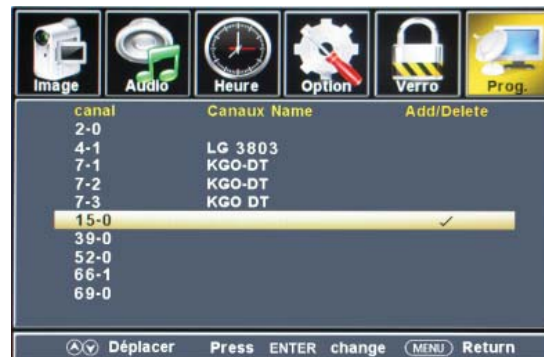 Image Audio Heure Option Verro Prog.
canal Canaux Name Add/Delete
2-0
4-1 LG 3803
7-1 KGO-DT
7-2 KGO-DT
7-3 KGO DT
15-0 ✓
39-0
52-0
66-1
69-0
Déplacer Press ENTER change MENU Return